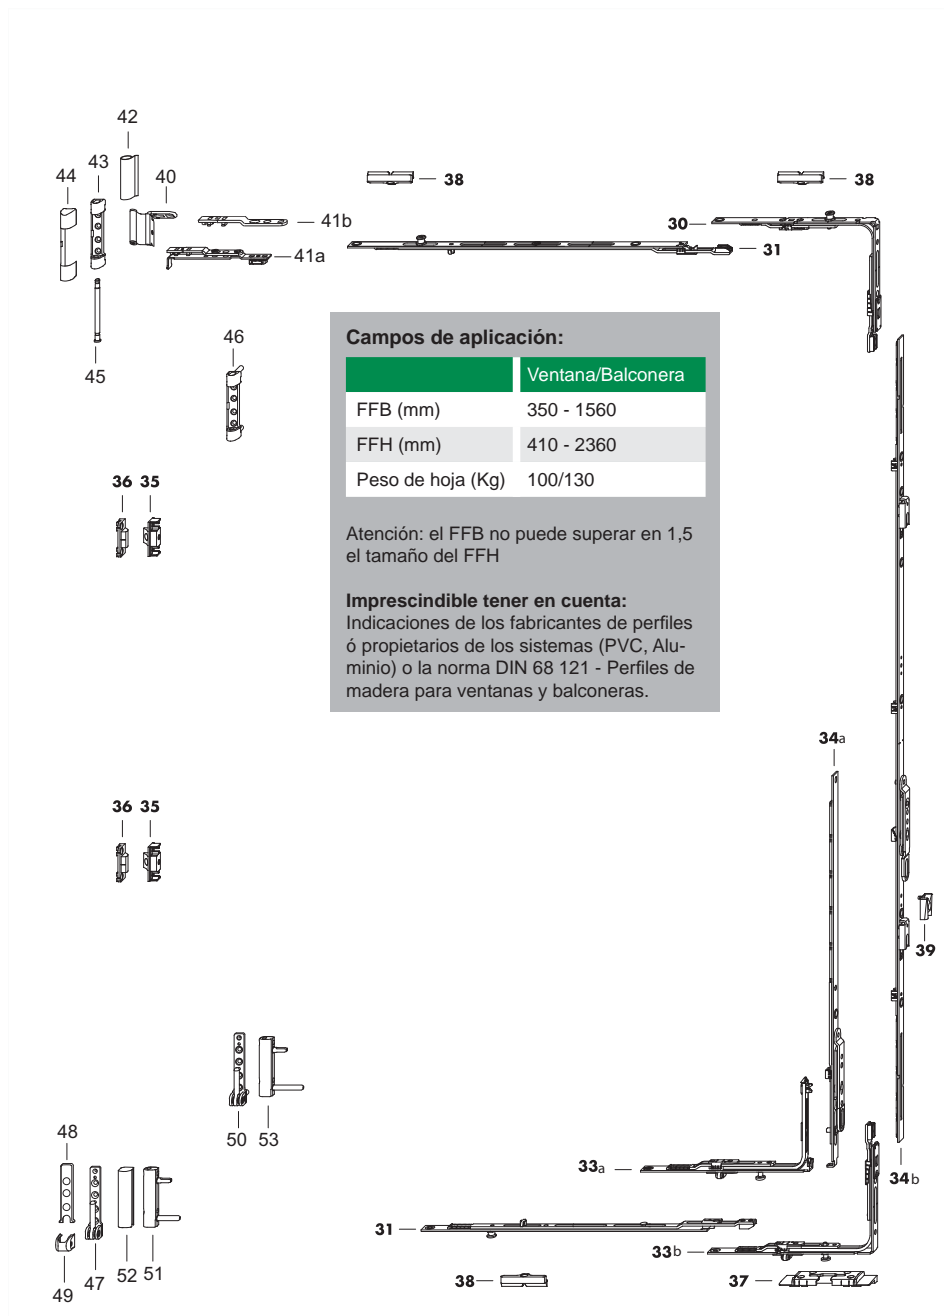 42
43
44
40
38
38
41b
30
41a
31
45
46
Campos de aplicación:
Ventana/Balconera
FFB (mm) 350 - 1560
FFH (mm) 410 - 2360
Peso de hoja (Kg) 100/130
Atención: el FFB no puede superar en 1,5
el tamaño del FFH
Imprescindible tener en cuenta:
Indicaciones de los fabricantes de perfiles
ó propietarios de los sistemas (PVC, Alu-
minio) o la norma DIN 68 121 - Perfiles de
madera para ventanas y balconeras.
36 35
34a
36 35
39
50 53
48
33a
34b
31
33b
47
52
51
49
38
37